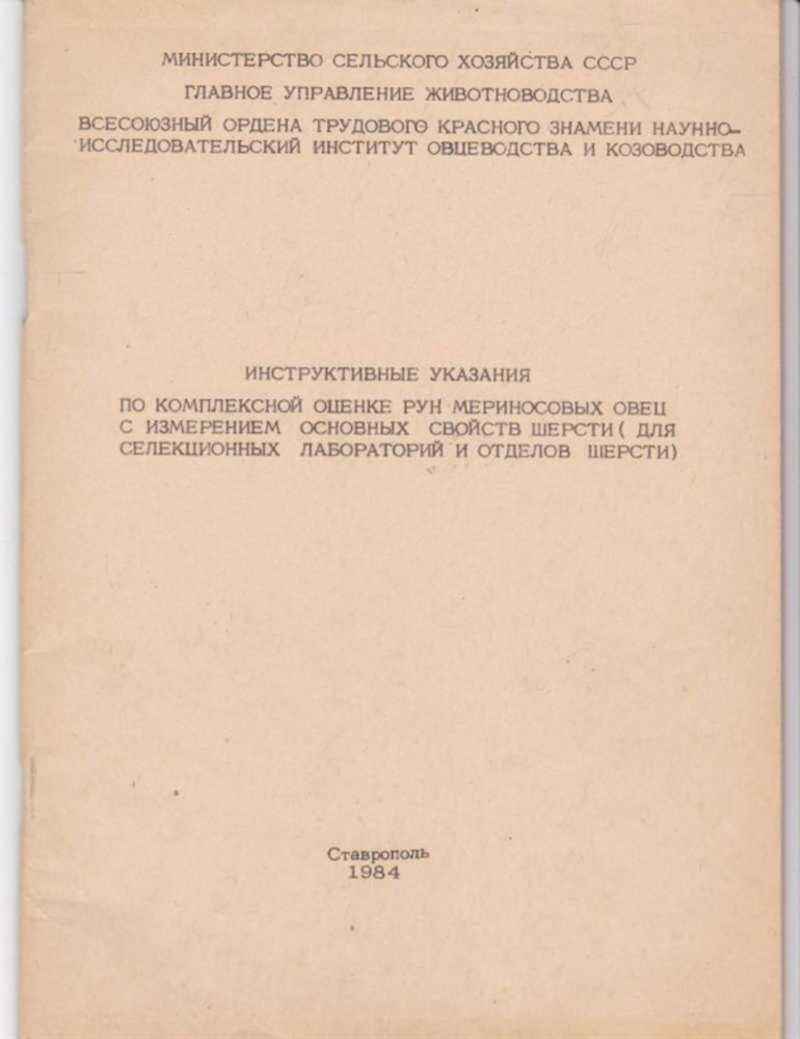 МИНИСТЕРСТВО СЕЛЬСКОГО ХОЗЯЙСТВА СССР
ГЛАВНОЕ УПРАВЛЕНИЕ ЖИВОТНОВОДСТВА
ВСЕСОЮЗНЫЙ ОРДЕНА ТРУДОВОГО КРАСНОГО ЗНАМЕНИ НАУННО-
ИССЛЕДОВАТЕЛЬСКИЙ ИНСТИТУТ ОВЦЕВОДСТВА И КОЗОВОДСТВА
ИНСТРУКТИВНЫЕ УКАЗАНИЯ
ПО КОМПЛЕКСНОЙ ОЦЕНКЕ РУН МЕРИНОСОВЫХ ОВЕЦ
С ИЗМЕРЕНИЕМ ОСНОВНЫХ СВОЙСТВ ШЕРСТИ ( ДЛЯ
СЕЛЕКЦИОННЫХ ЛАБОРАТОРИЙ И ОТДЕЛОВ ШЕРСТИ)
Ставрополь
1984